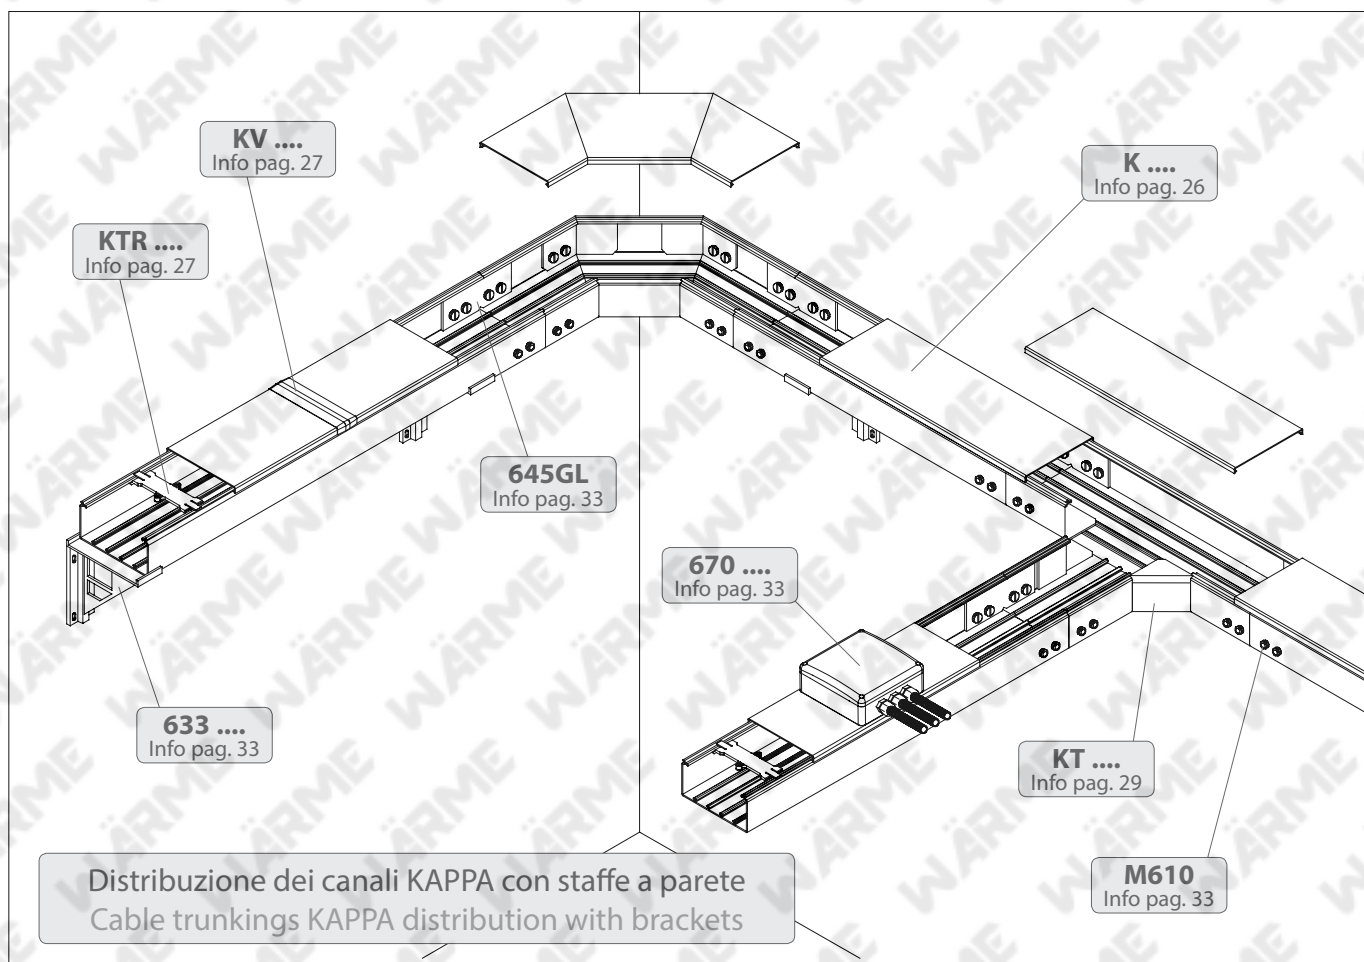 KV ....
Info pag. 27
K ....
Info pag. 26
KTR ....
Info pag. 27
645GL
Info pag. 33
670 ....
Info pag. 33
633 ....
Info pag. 33
KT ....
Info pag. 29
M610
Info pag. 33
Distribuzione dei canali KAPPA con staffe a parete
Cable trunkings KAPPA distribution with brackets
WÄRME